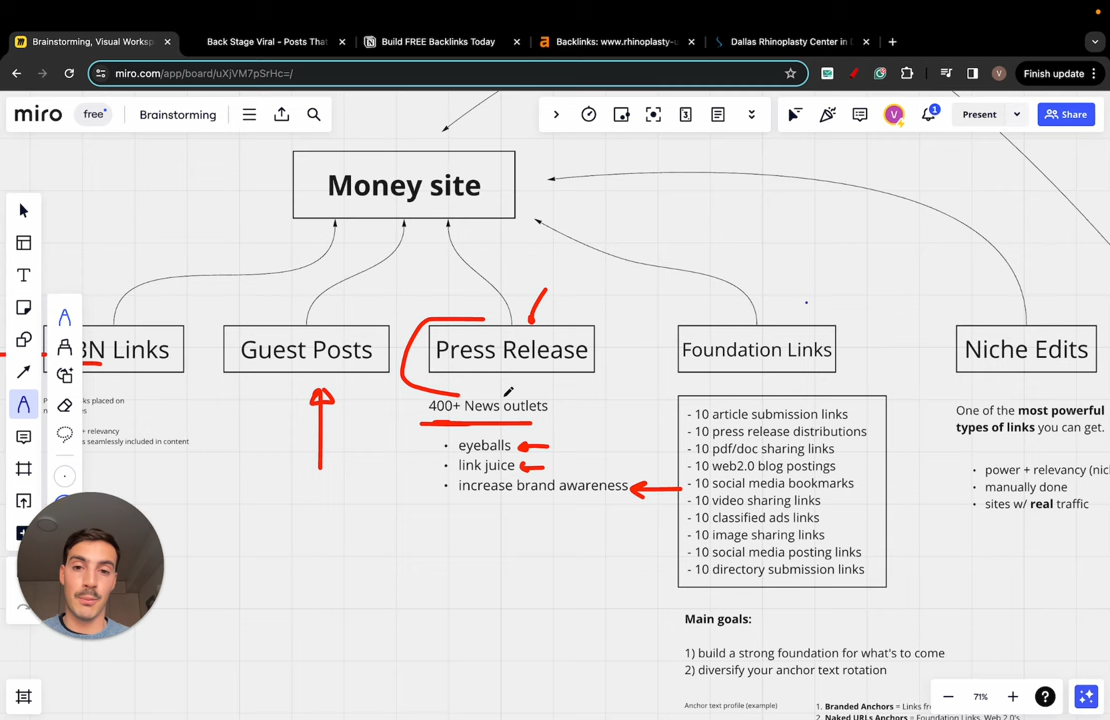 Brainstorming, Visual Worksp
Back Stage Viral - Posts That
Build FREE Backlinks Today
Backlinks: www.rhinoplasty-u
Dallas Rhinoplasty Center in D
miro.com/app/board/uXjVM7pSrHc=/
V
Finish update
miro
free
Brainstorming
3
V
1
Present
Share
Money site
BN Links
Guest Posts
Press Release
Foundation Links
Niche Edits
ks placed on
400+ News outlets
eyeballs
link juice
increase brand awareness
+ relevancy
s seamlessly included in content
- 10 article submission links
- 10 press release distributions
- 10 pdf/doc sharing links
- 10 web2.0 blog postings
- 10 social media bookmarks
- 10 video sharing links
- 10 classified ads links
- 10 image sharing links
- 10 social media posting links
- 10 directory submission links
One of the most powerful
types of links you can get.
power + relevancy (nic
manually done
sites w/ real traffic
Main goals:
1) build a strong foundation for what's to come
2) diversify your anchor text rotation
Anchor text profile (example)
1. Branded Anchors = Links fr
2. Naked URLs Anchors = Foundation Links, Web 2.0's
71%
?